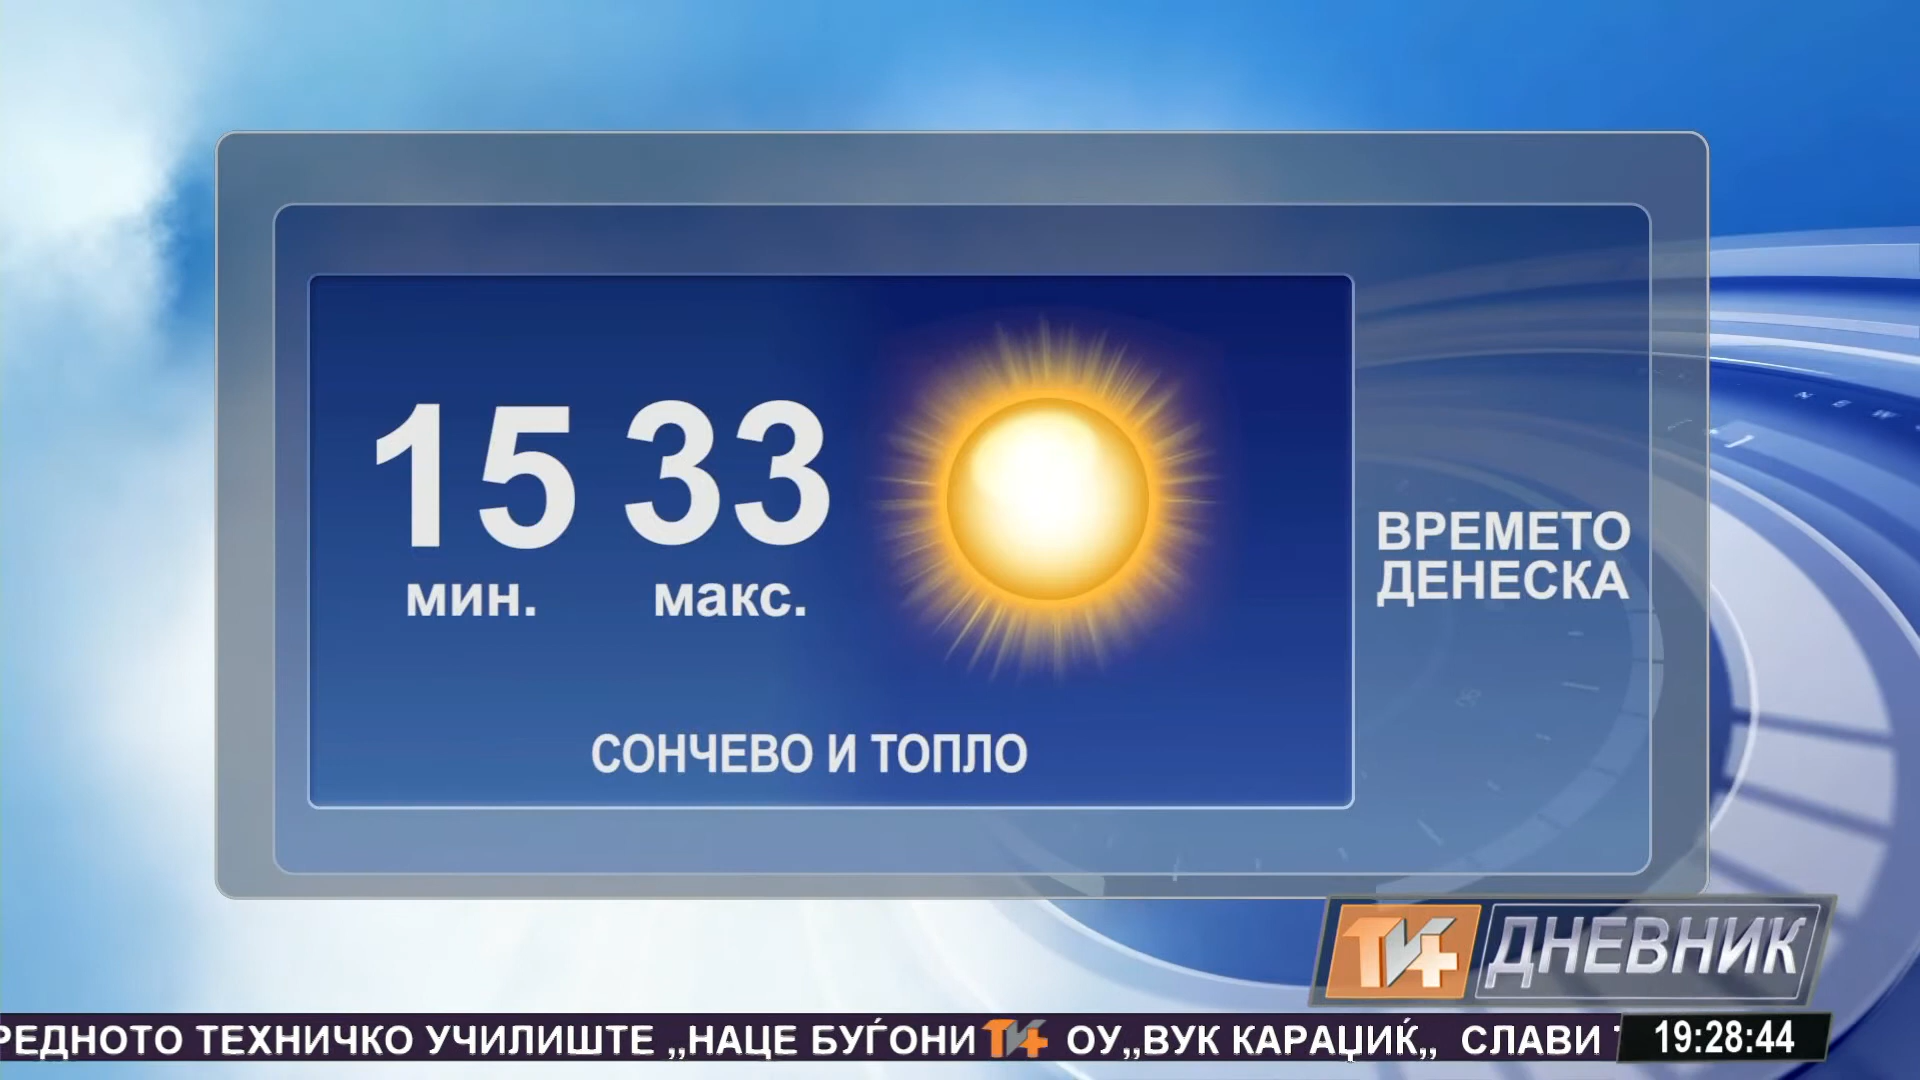 15 33
мин. макс.
СОНЧЕВО И ТОПЛО
ВРЕМЕТО
ДЕНЕСКА
ДНЕВНИК
РЕДНОТО ТЕХНИЧКО УЧИЛИШТЕ „НАЦЕ БУЃОНИ ОУ„ВУК КАРАЏИЌ„ СЛАВИ
19:28:44